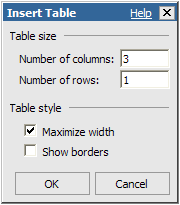 Insert Table Help
Table size
Number of columns: 3
Number of rows: 1
Table style
Maximize width
Show borders
OK Cancel